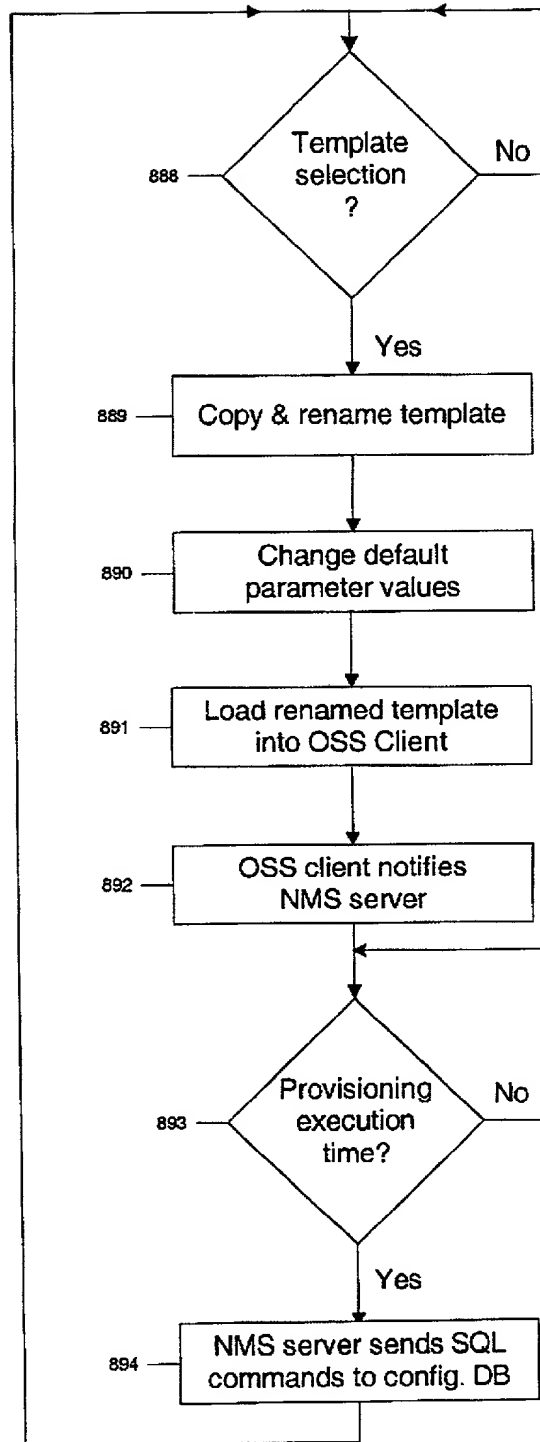 Template
selection
?
No
888
Yes
889
Copy & rename template
890
Change default
parameter values
891
Load renamed template
into OSS Client
892
OSS client notifies
NMS server
893
Provisioning
execution
time?
No
Yes
894
NMS server sends SQL
commands to config. DB